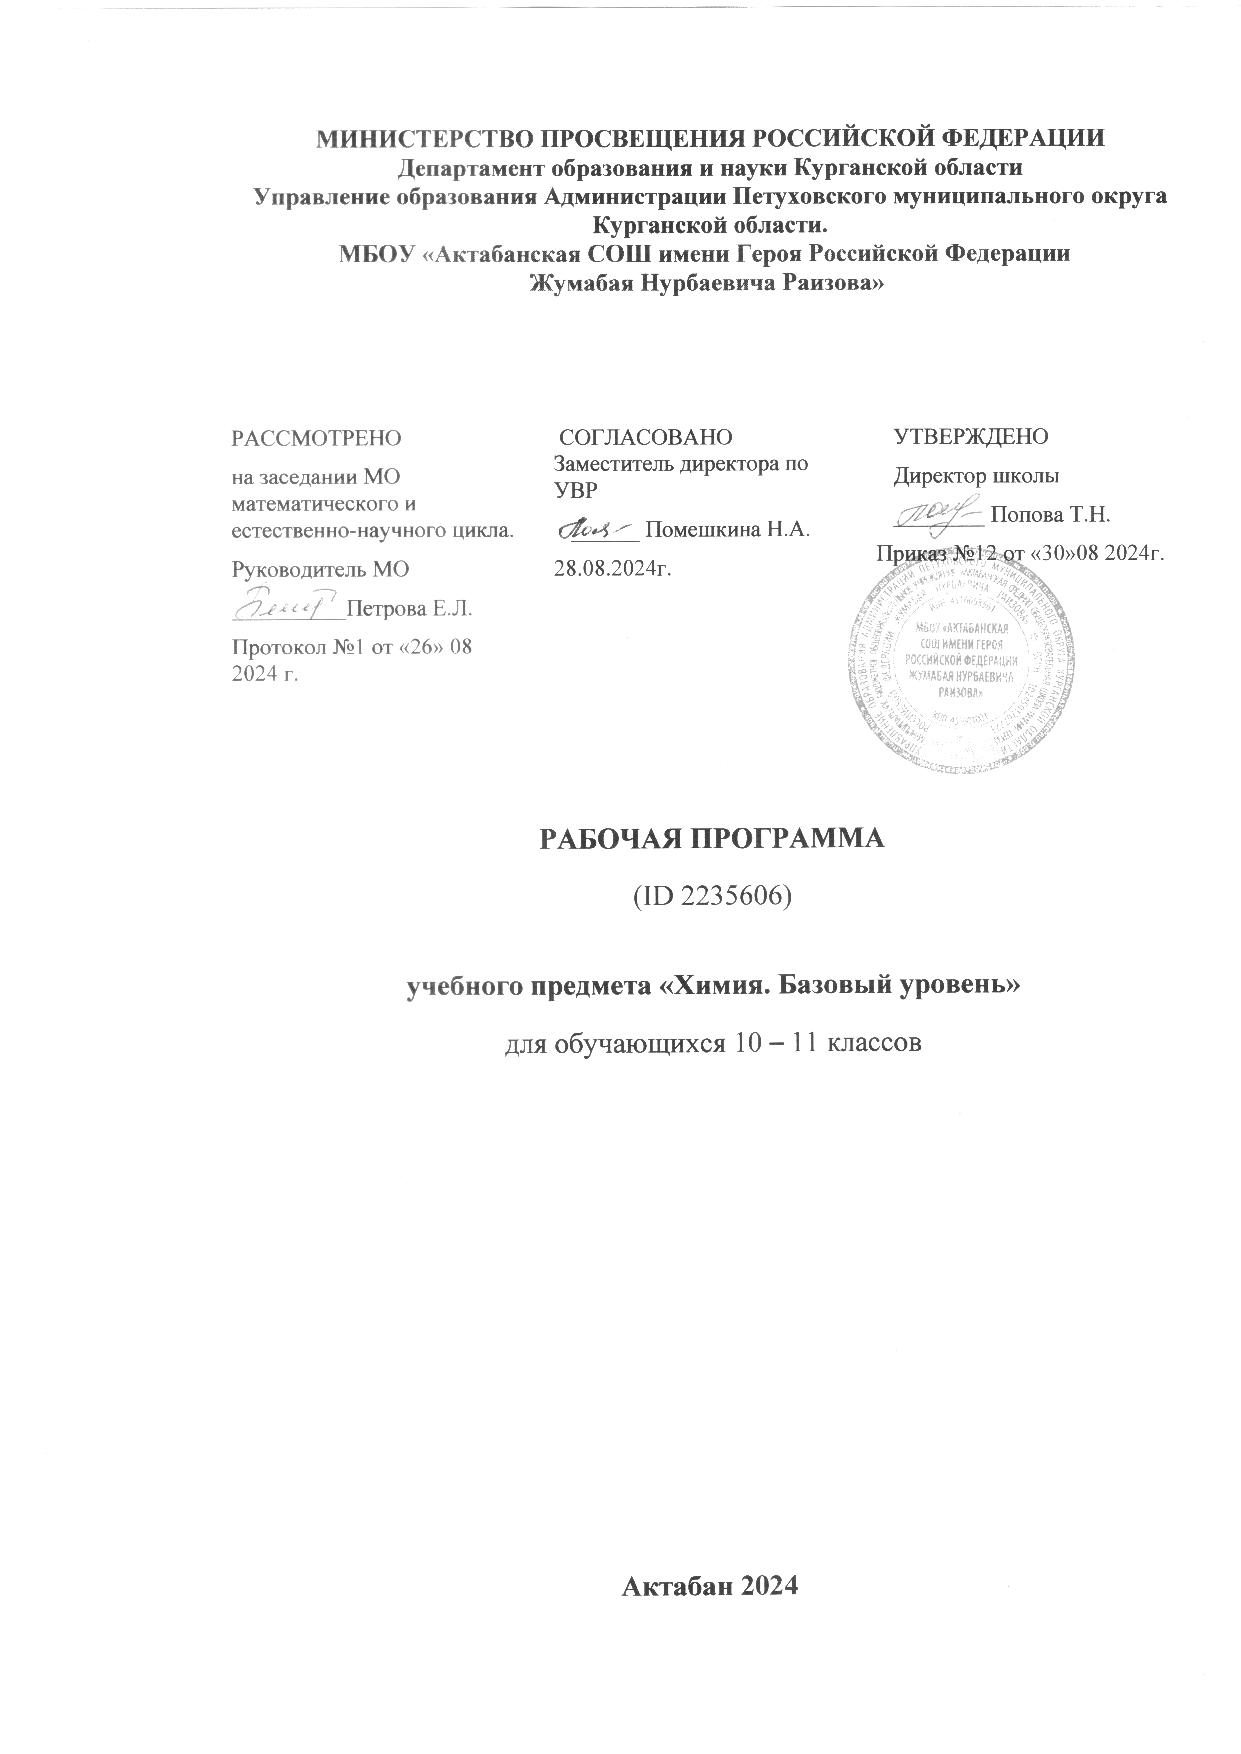 МИНИСТЕРСТВО ПРОСВЕЩЕНИЯ РОССИЙСКОЙ ФЕДЕРАЦИИ
Департамент образования и науки Курганской области
Управление образования Администрации Петуховского муниципального округа
Курганской области.
МБОУ «Актабанская СОШ имени Героя Российской Федерации
Жумабая Нурбаевича Раизова»
РАССМОТРЕНО
на заседании МО
математического и
естественно-научного цикла.
Руководитель МО
__________Петрова Е.Л.
Протокол №1 от «26» 08
2024 г.
СОГЛАСОВАНО
Заместитель директора по
УВР
_______ Помешкина Н.А.
28.08.2024г.
УТВЕРЖДЕНО
Директор школы
________ Попова Т.Н.
Приказ №12 от «30»08 2024г.
МБОУ «АКТАБАНСКАЯ
СОШ ИМЕНИ ГЕРОЯ
РОССИЙСКОЙ ФЕДЕРАЦИИ
ЖУМАБАЯ НУРБАЕВИЧА
РАИЗОВА»
РАБОЧАЯ ПРОГРАММА
(ID 2235606)
учебного предмета «Химия. Базовый уровень»
для обучающихся 10 – 11 классов
Актабан 2024